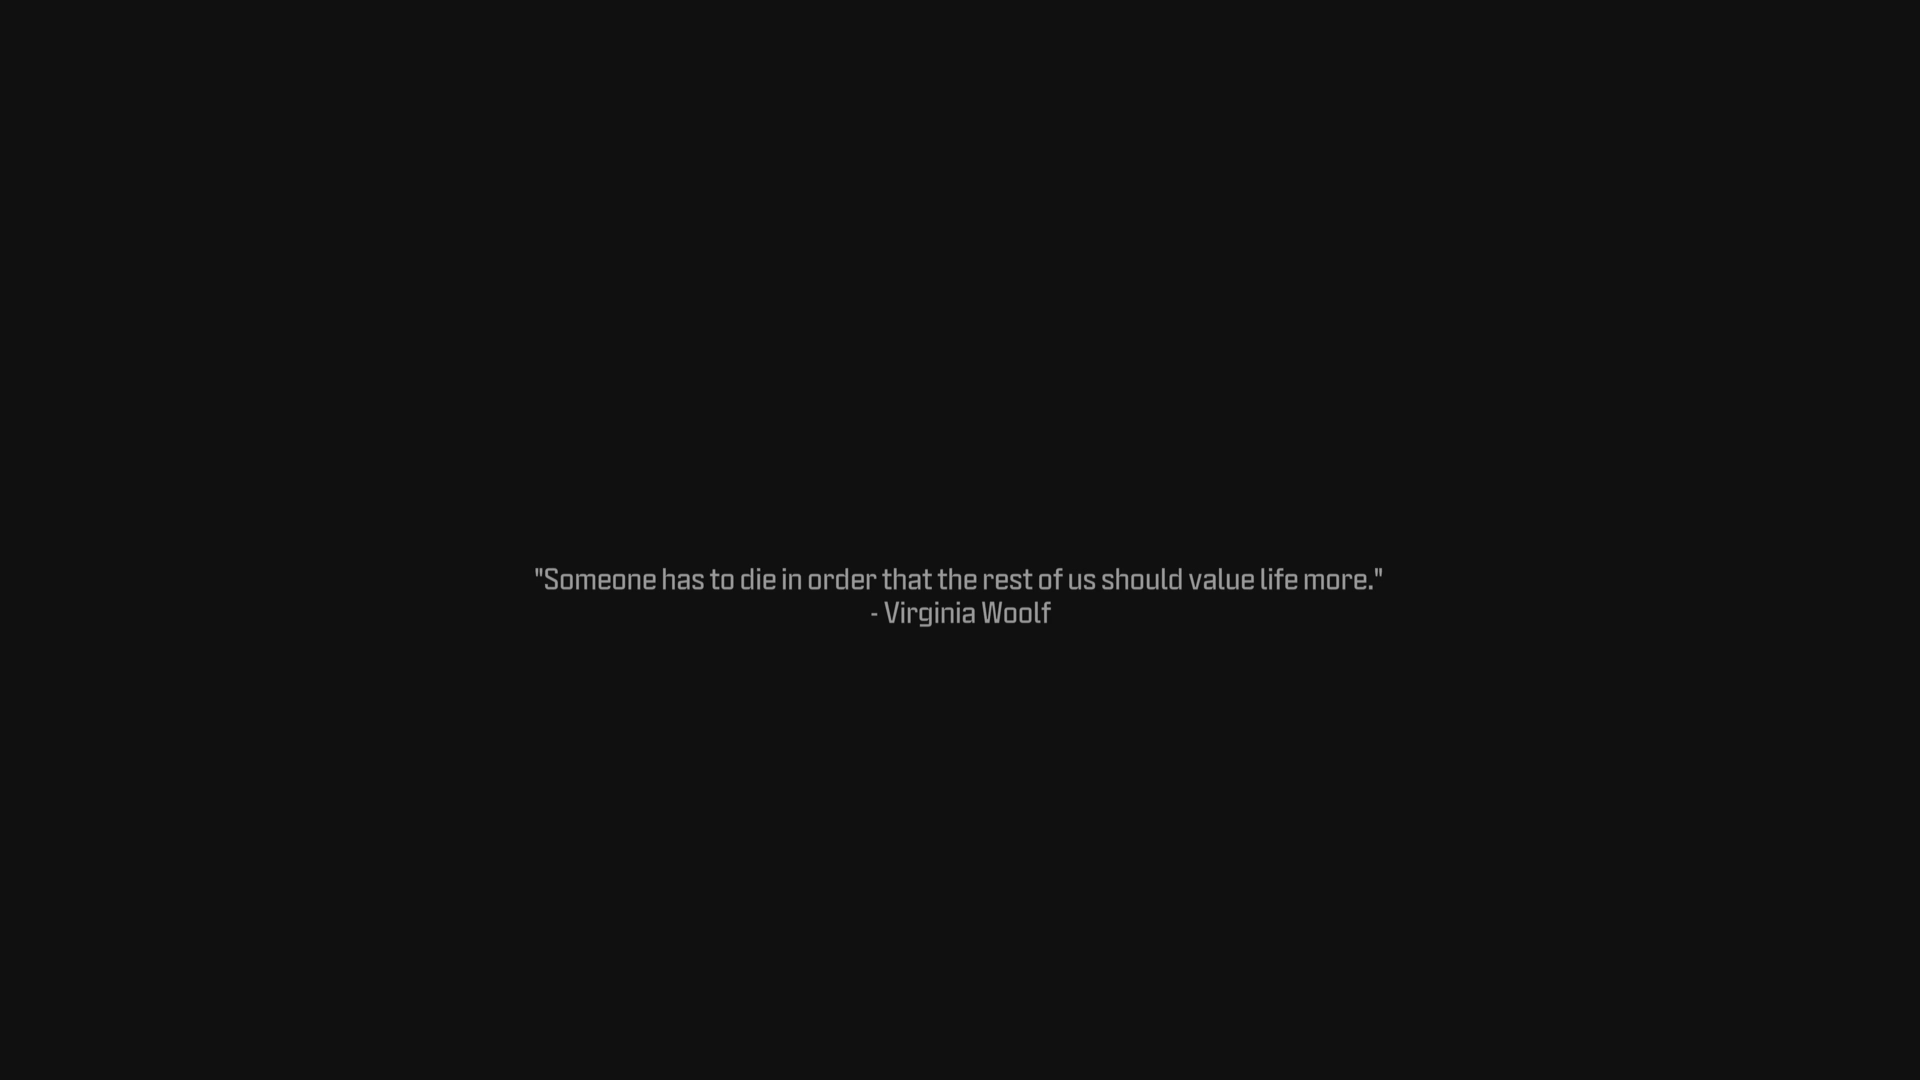 "Someone has to die in order that the rest of us should value life more."
- Virginia Woolf